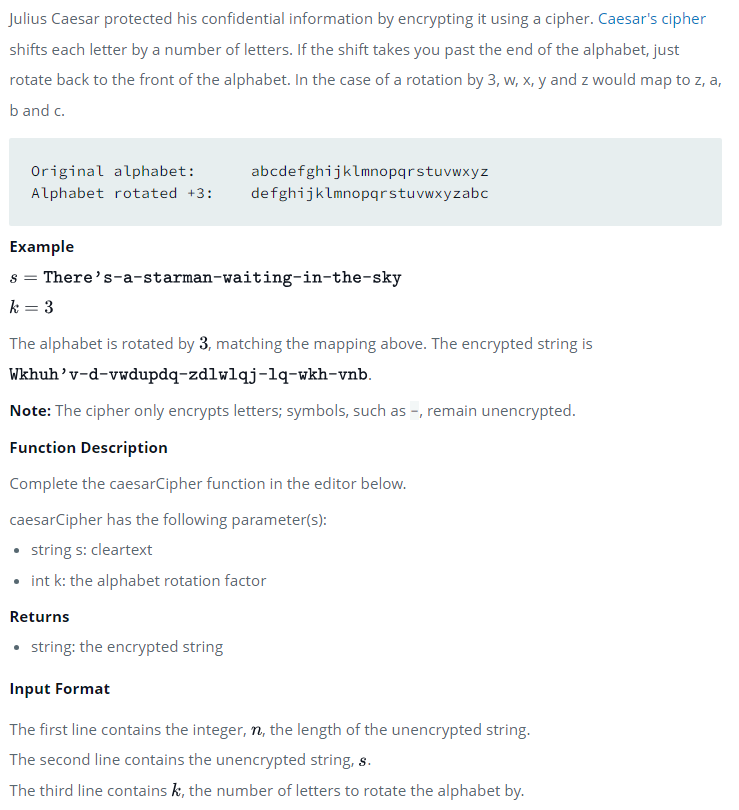 Julius Caesar protected his confidential information by encrypting it using a cipher. Caesar's cipher
shifts each letter by a number of letters. If the shift takes you past the end of the alphabet, just
rotate back to the front of the alphabet. In the case of a rotation by 3, w, x, y and z would map to z, a,
b and c.
Original alphabet:      abcdefghijklmnopqrstuvwxyz
Alphabet rotated +3:    defghijklmnopqrstuvwxyzabc
Example
s = There’s-a-starman-waiting-in-the-sky
k = 3
The alphabet is rotated by 3, matching the mapping above. The encrypted string is
Wkhuh’v-d-vwdupdq-zdlwlqj-lq-wkh-vnb.
Note: The cipher only encrypts letters; symbols, such as -, remain unencrypted.
Function Description
Complete the caesarCipher function in the editor below.
caesarCipher has the following parameter(s):
• string s: cleartext
• int k: the alphabet rotation factor
Returns
• string: the encrypted string
Input Format
The first line contains the integer, n, the length of the unencrypted string.
The second line contains the unencrypted string, s.
The third line contains k, the number of letters to rotate the alphabet by.